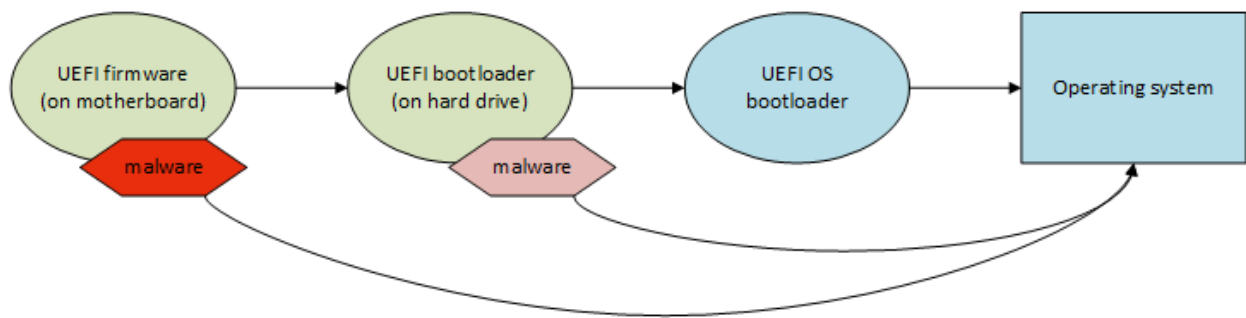 UEFI firmware
(on motherboard)
UEFI bootloader
(on hard drive)
UEFI OS
bootloader
Operating system
malware
malware